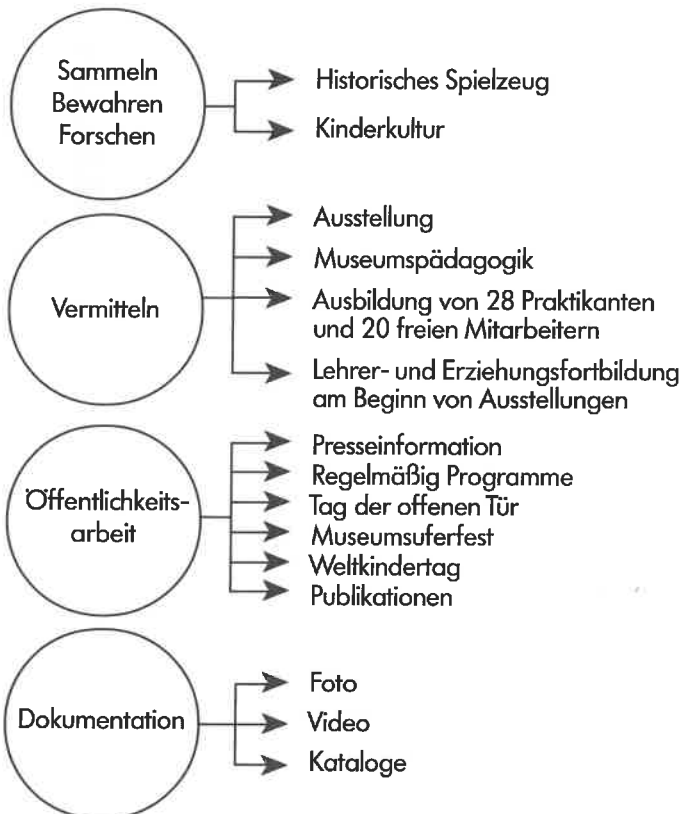 Sammeln
Bewahren
Forschen
Historisches Spielzeug
Kinderkultur
Vermitteln
Ausstellung
Museumspädagogik
Ausbildung von 28 Praktikanten
und 20 freien Mitarbeitern
Lehrer- und Erziehungsfortbildung
am Beginn von Ausstellungen
Öffentlichkeits-
arbeit
Presseinformation
Regelmäßig Programme
Tag der offenen Tür
Museumsuferfest
Weltkindertag
Publikationen
Dokumentation
Foto
Video
Kataloge